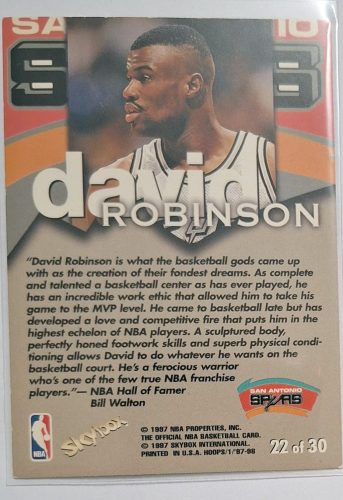 SAN ANTONIO
SPURS
david
ROBINSON
"David Robinson is what the basketball gods came up
with as the creation of their fondest dreams. As complete
and talented a basketball center as has ever played, he
has an incredible work ethic that allowed him to take his
game to the MVP level. He came to basketball late but has
developed a love and competitive fire that puts him in the
highest echelon of NBA players. A sculptured body,
perfectly honed footwork skills and superb physical condi-
tioning allows David to do whatever he wants on the
basketball court. He's a ferocious warrior
who's one of the few true NBA franchise
players."— NBA Hall of Famer
Bill Walton
SAN ANTONIO
SPURS
NBA
Skybox
© 1997 NBA PROPERTIES, INC.
THE OFFICIAL NBA BASKETBALL CARD.
© 1997 SKYBOX INTERNATIONAL.
PRINTED IN U.S.A. HOOPS/1/'97-98
22 of 30